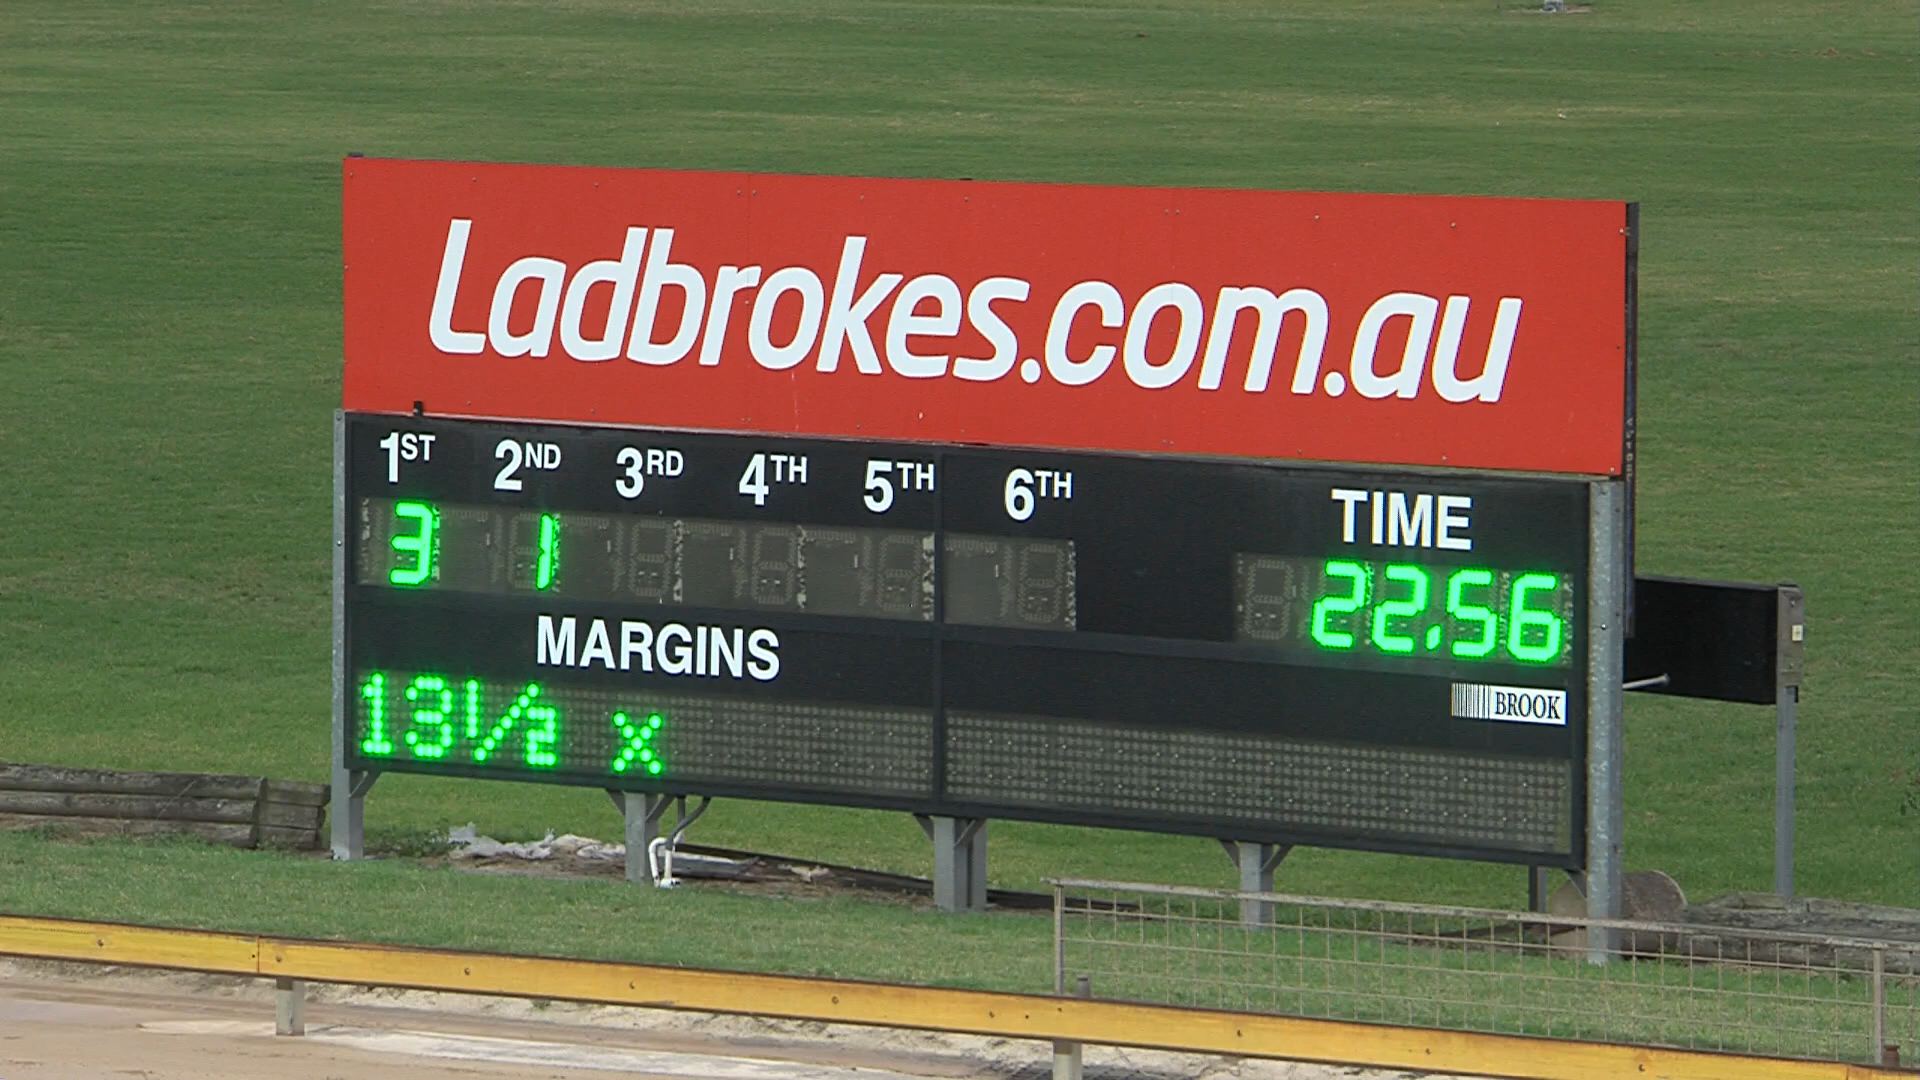 Ladbrokes.com.au
1ST 2ND 3RD 4TH 5TH 6TH TIME
3 1 22.56
MARGINS
BROOK
13½ x